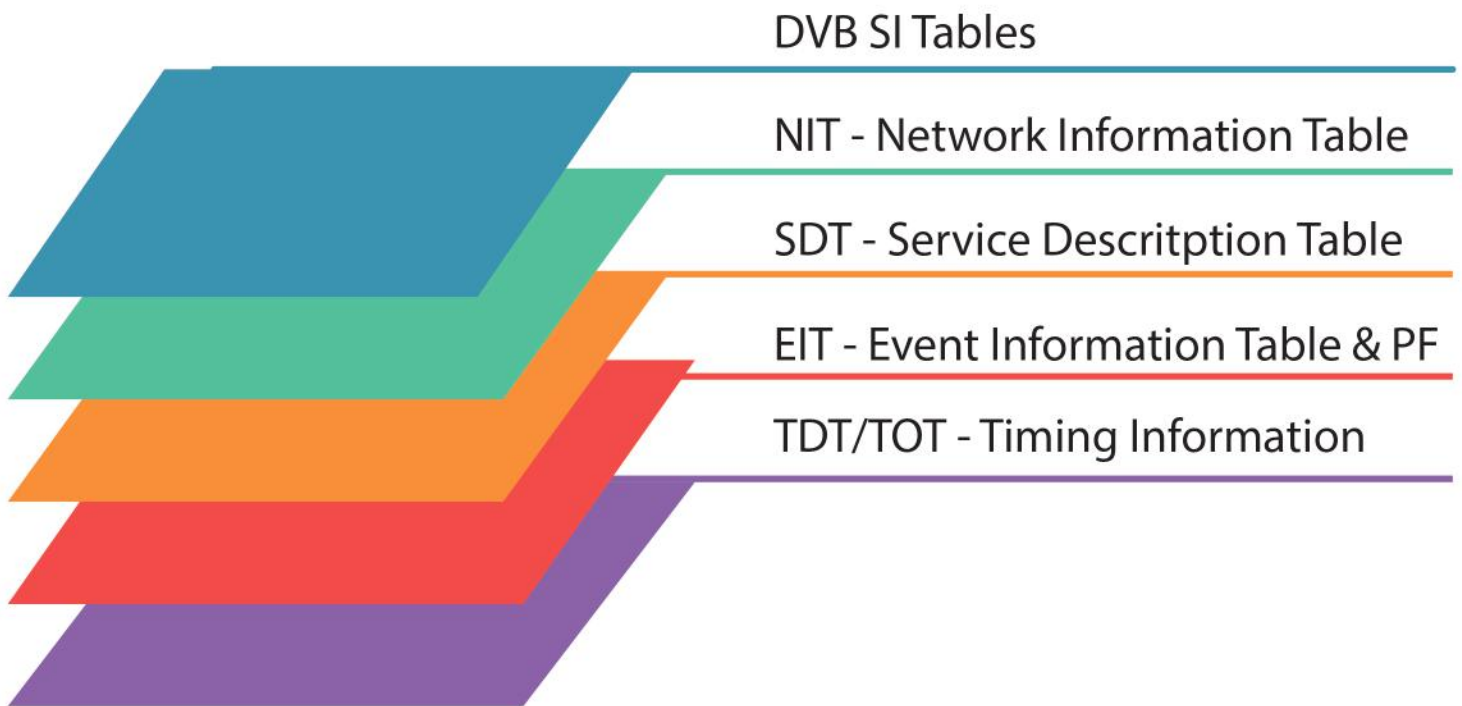 DVB SI Tables
NIT - Network Information Table
SDT - Service Descritption Table
EIT - Event Information Table & PF
TDT/TOT - Timing Information